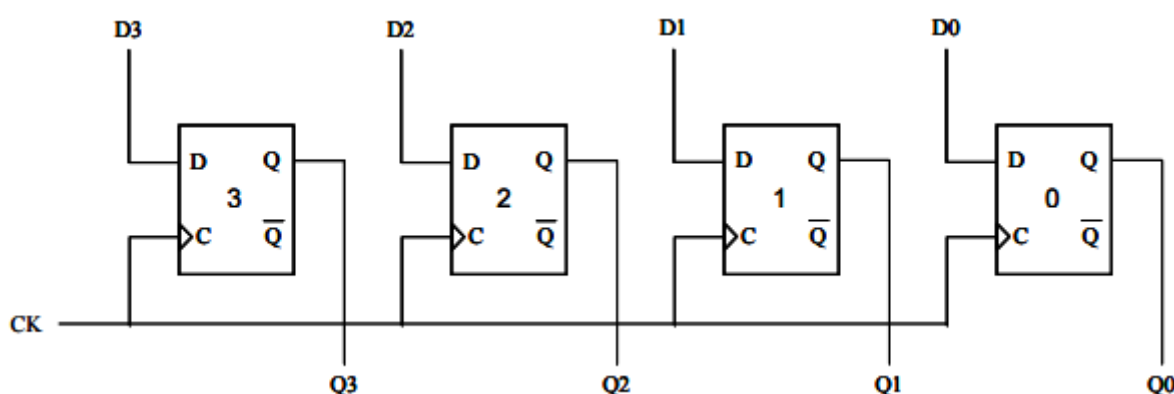 D3 D2 D1 D0
D Q D Q D Q D Q
3 2 1 0
C Q̅ C Q̅ C Q̅ C Q̅
CK
Q3 Q2 Q1 Q0